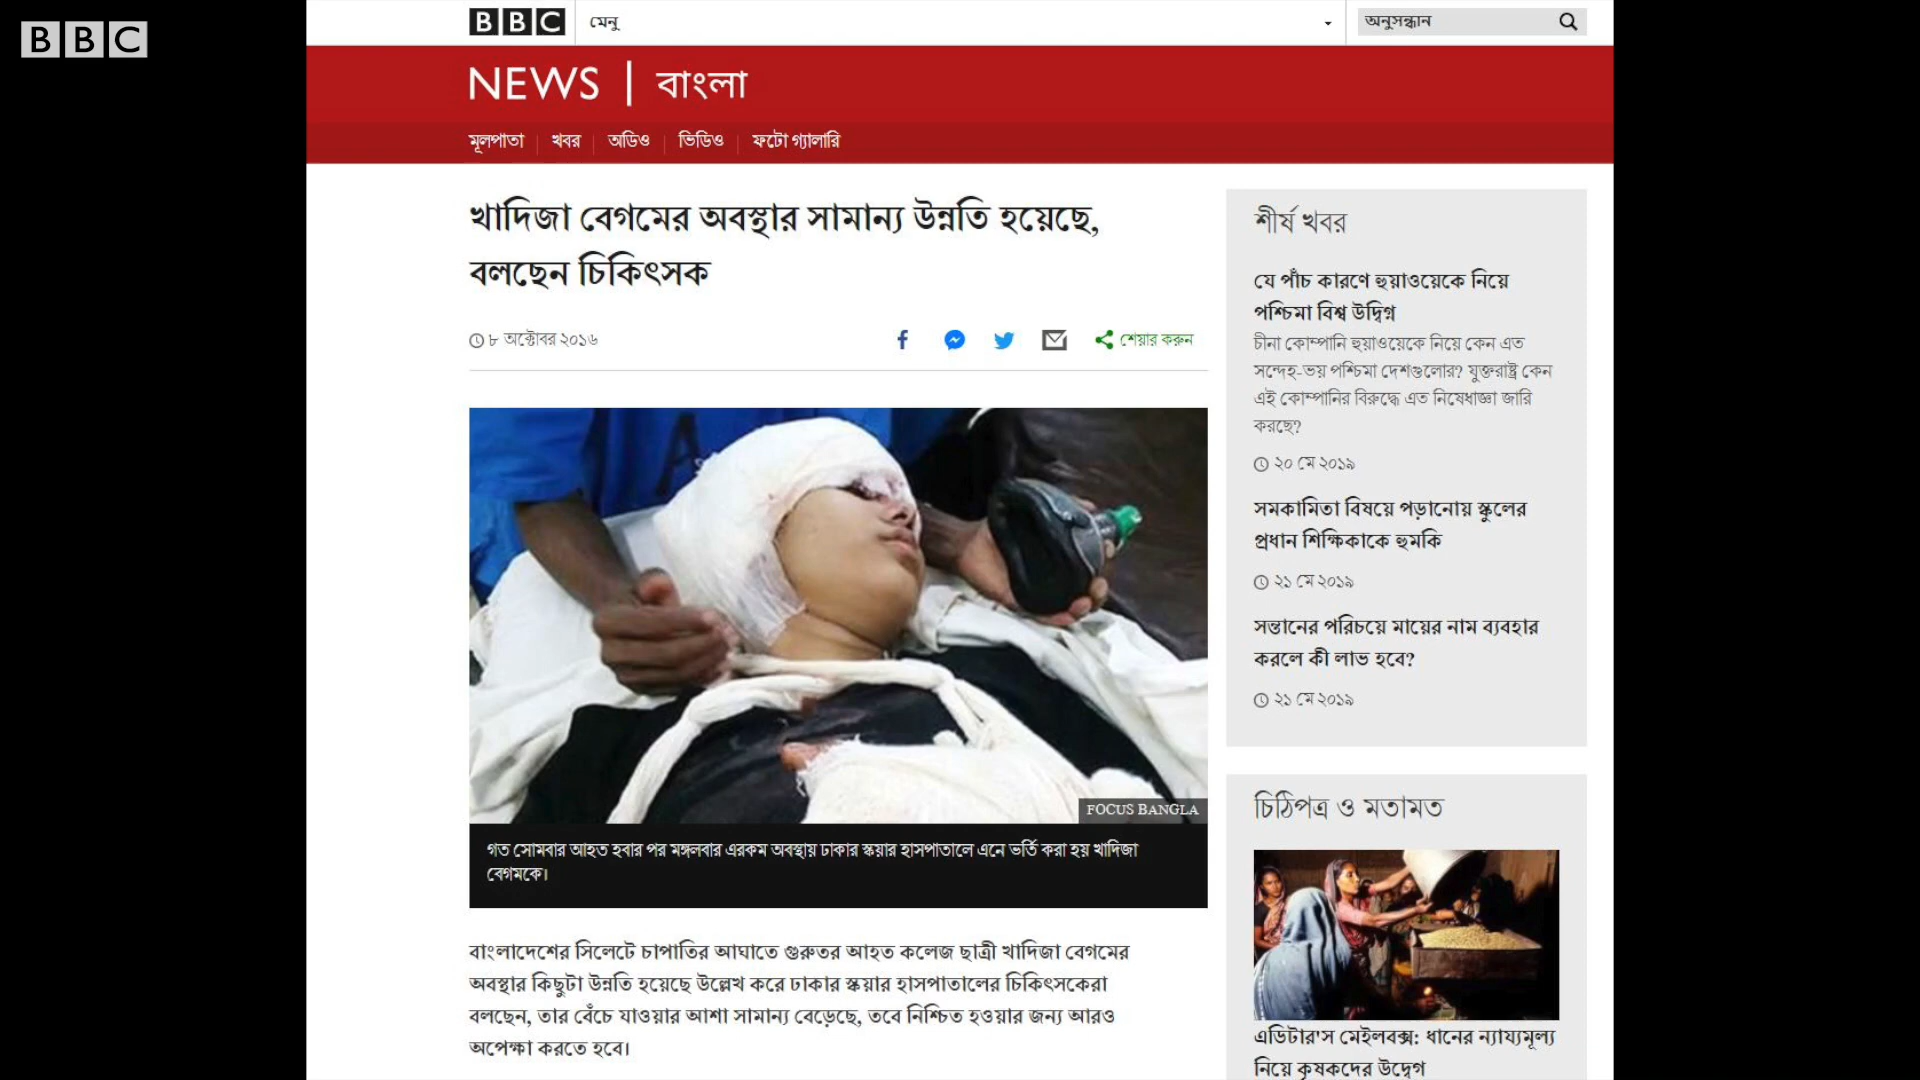 BBC
BBC
মেনু
অনুসন্ধান
NEWS | বাংলা
মূলপাতা
খবর
অডিও
ভিডিও
ফটো গ্যালারি
খাদিজা বেগমের অবস্থার সামান্য উন্নতি হয়েছে,
বলছেন চিকিৎসক
৮ অক্টোবর ২০১৬
শেয়ার করুন
FOCUS BANGLA
গত সোমবার আহত হবার পর মঙ্গলবার এরকম অবস্থায় ঢাকার স্কয়ার হাসপাতালে এনে ভর্তি করা হয় খাদিজা
বেগমকে।
বাংলাদেশের সিলেটে চাপাতির আঘাতে গুরুতর আহত কলেজ ছাত্রী খাদিজা বেগমের
অবস্থার কিছুটা উন্নতি হয়েছে উল্লেখ করে ঢাকার স্কয়ার হাসপাতালের চিকিৎসকেরা
বলছেন, তার বেঁচে যাওয়ার আশা সামান্য বেড়েছে, তবে নিশ্চিত হওয়ার জন্য আরও
অপেক্ষা করতে হবে।
শীর্ষ খবর
যে পাঁচ কারণে হুয়াওয়েকে নিয়ে
পশ্চিমা বিশ্ব উদ্বিগ্ন
চীনা কোম্পানি হুয়াওয়েকে নিয়ে কেন এত
সন্দেহ-ভয় পশ্চিমা দেশগুলোর? যুক্তরাষ্ট্র কেন
এই কোম্পানির বিরুদ্ধে এত নিষেধাজ্ঞা জারি
করছে?
২০ মে ২০১৯
সমকামিতা বিষয়ে পড়ানোয় স্কুলের
প্রধান শিক্ষিকাকে হুমকি
২১ মে ২০১৯
সন্তানের পরিচয়ে মায়ের নাম ব্যবহার
করলে কী লাভ হবে?
২১ মে ২০১৯
চিঠিপত্র ও মতামত
এডিটার'স মেইলবক্স: ধানের ন্যায্যমূল্য
নিয়ে কৃষকদের উদ্বেগ